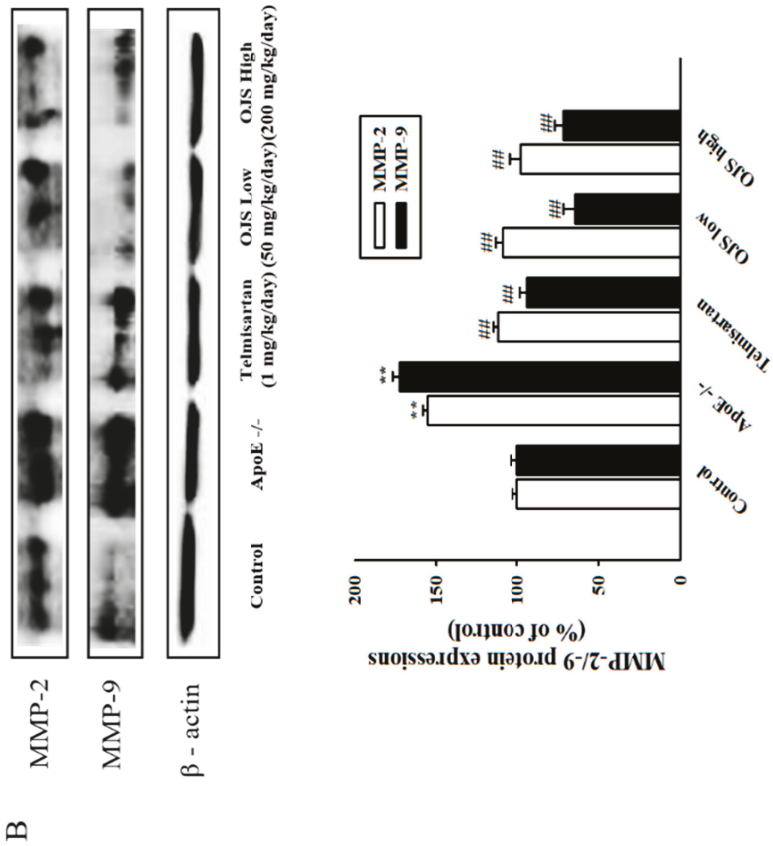 B
MMP-2
MMP-9
β - actin
Control
ApoE -/-
Telmisartan
(1 mg/kg/day)
OJS Low
(50 mg/kg/day)
OJS High
(200 mg/kg/day)
MMP-2/-9 protein expressions
(% of control)
200
150
100
50
0
MMP-2
MMP-9
**
**
##
##
##
##
##
##
Control
ApoE -/-
Telmisartan
OJS low
OJS high